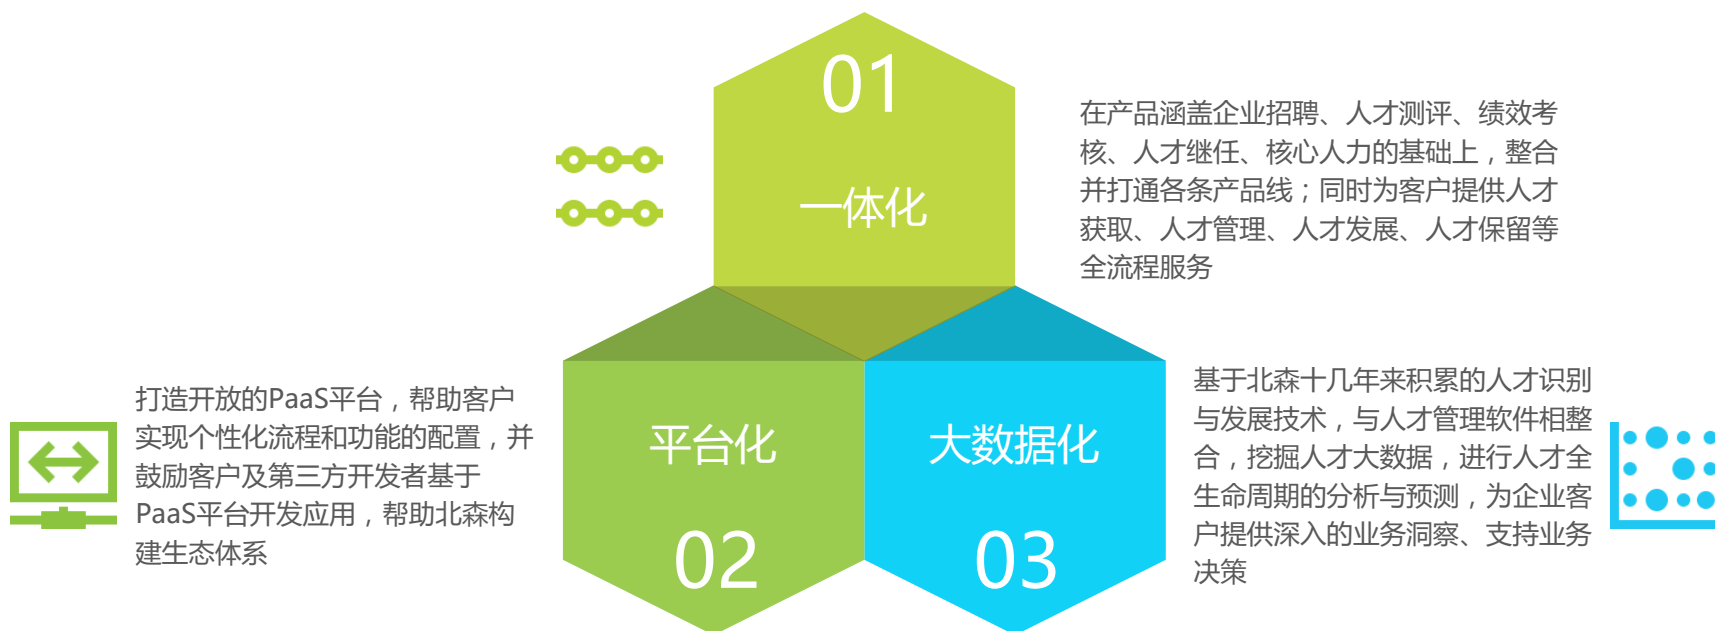 01
一体化
在产品涵盖企业招聘、人才测评、绩效考
核、人才继任、核心人力的基础上，整合
并打通各条产品线；同时为客户提供人才
获取、人才管理、人才发展、人才保留等
全流程服务
打造开放的PaaS平台，帮助客户
实现个性化流程和功能的配置，并
鼓励客户及第三方开发者基于
PaaS平台开发应用，帮助北森构
建生态体系
平台化
02
大数据化
03
基于北森十几年来积累的人才识别
与发展技术，与人才管理软件相整
合，挖掘人才大数据，进行人才全
生命周期的分析与预测，为企业客
户提供深入的业务洞察、支持业务
决策